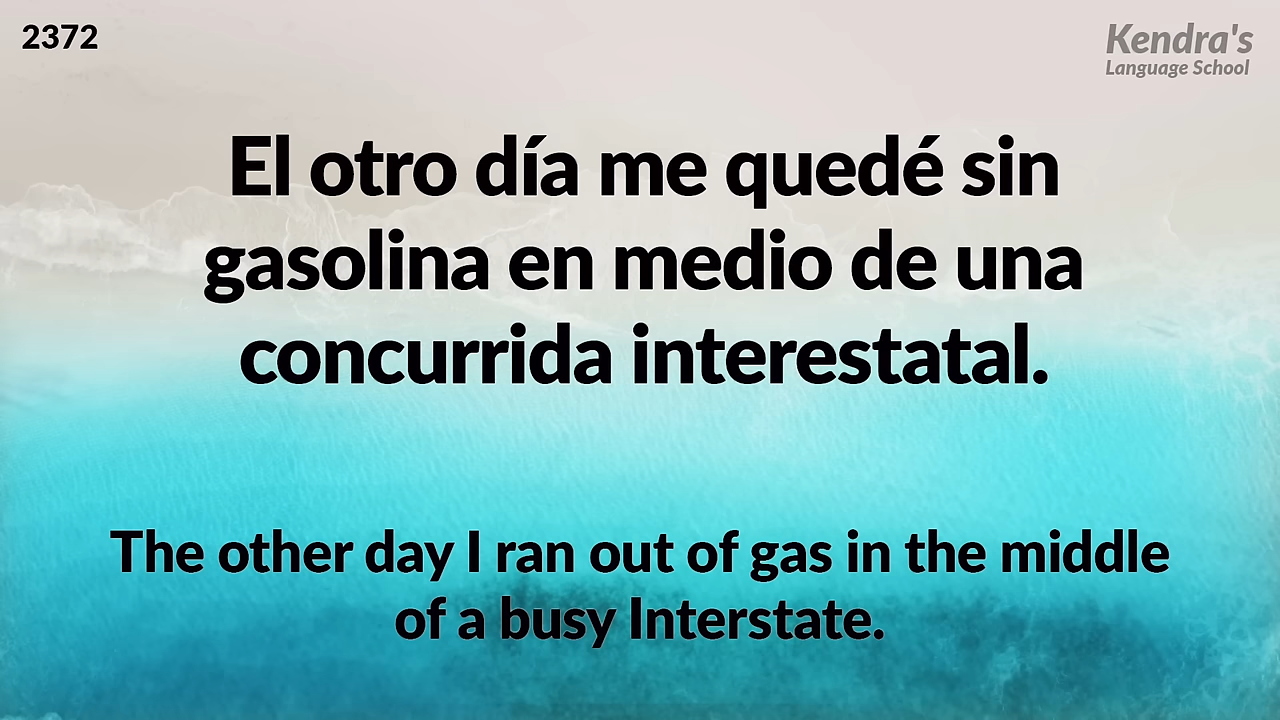 2372
Kendra's
Language School
El otro día me quedé sin
gasolina en medio de una
concurrida interestatal.
The other day I ran out of gas in the middle
of a busy Interstate.